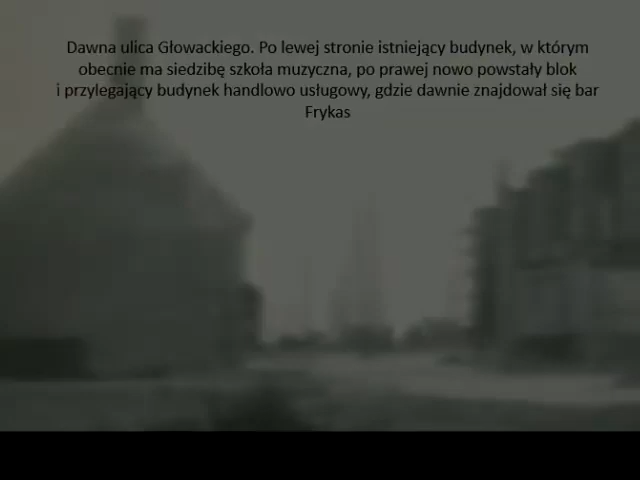 Dawna ulica Głowackiego. Po lewej stronie istniejący budynek, w którym
obecnie ma siedzibę szkoła muzyczna, po prawej nowo powstały blok
i przylegający budynek handlowo usługowy, gdzie dawnie znajdował się bar
Frykas